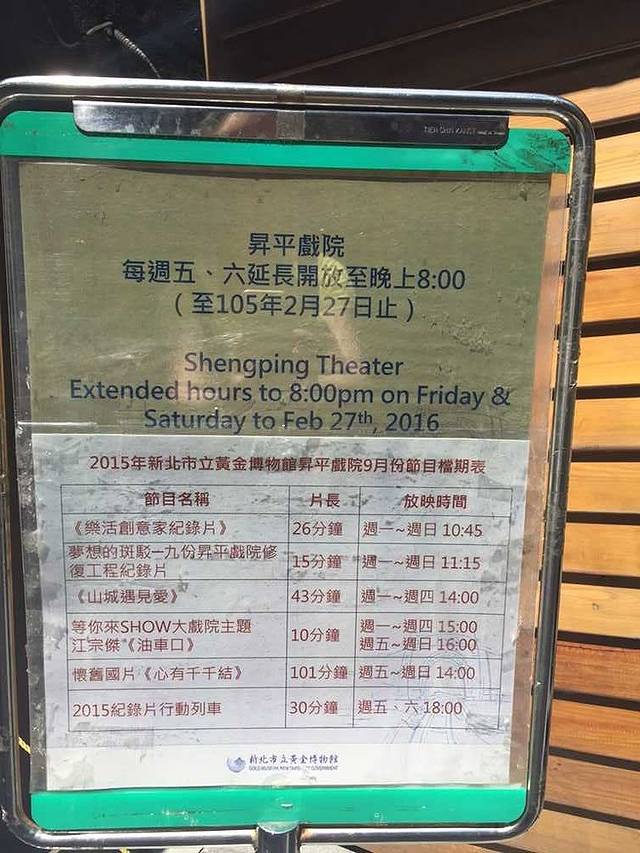 TIEN CHIN KANG
昇平戲院
每週五、六延長開放至晚上8:00
（至105年2月27日止）
Shengping Theater
Extended hours to 8:00pm on Friday &
Saturday to Feb 27th, 2016
2015年新北市立黃金博物館昇平戲院9月份節目檔期表
節目名稱 片長 放映時間
《樂活創意家紀錄片》 26分鐘 週一~週日 10:45
夢想的斑駁—九份昇平戲院修
復工程紀錄片 15分鐘 週一~週日 11:15
《山城遇見愛》 43分鐘 週一~週四 14:00
等你來SHOW大戲院主題
江宗傑“《油車口》 10分鐘 週一~週四 15:00
週五~週日 16:00
懷舊國片《心有千千結》 101分鐘 週五~週日 14:00
2015紀錄片行動列車 30分鐘 週五、六 18:00
新北市立黃金博物館
GOLD MUSEUM, NEW TAIPEI CITY GOVERNMENT